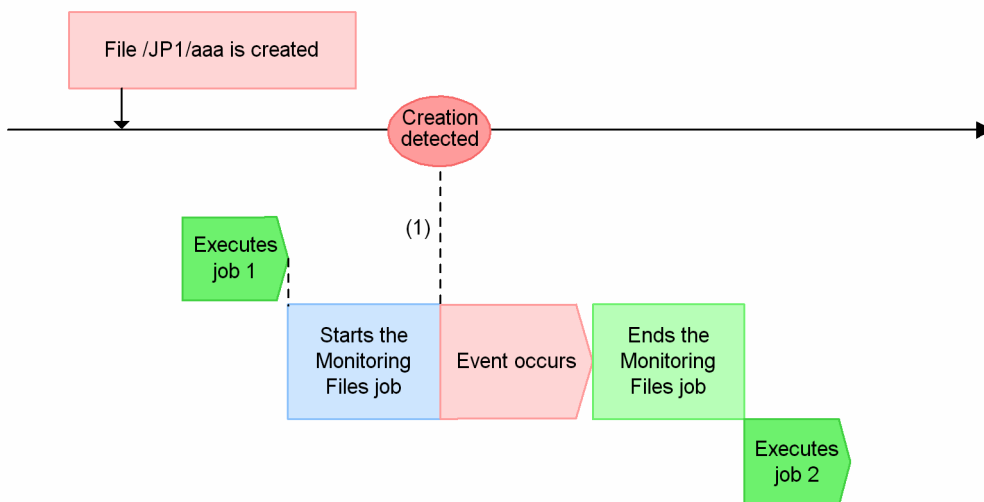 File /JP1/aaa is created
Creation
detected
(1)
Executes
job 1
Starts the
Monitoring
Files job
Event occurs
Ends the
Monitoring
Files job
Executes
job 2